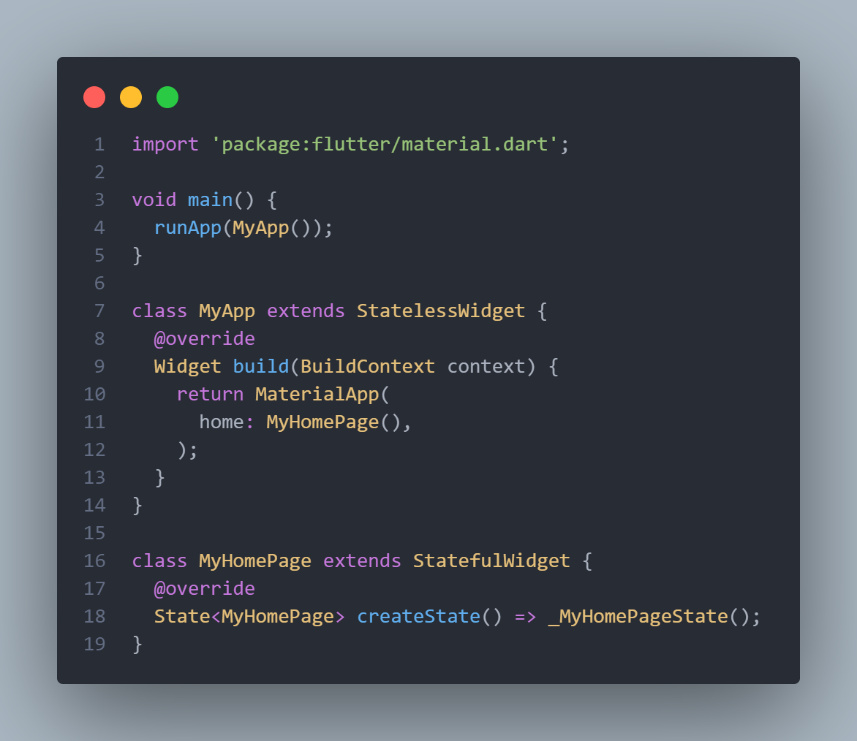 1 import 'package:flutter/material.dart';
2
3 void main() {
4   runApp(MyApp());
5 }
6
7 class MyApp extends StatelessWidget {
8   @override
9   Widget build(BuildContext context) {
10     return MaterialApp(
11       home: MyHomePage(),
12     );
13   }
14 }
15
16 class MyHomePage extends StatefulWidget {
17   @override
18   State<MyHomePage> createState() => _MyHomePageState();
19 }